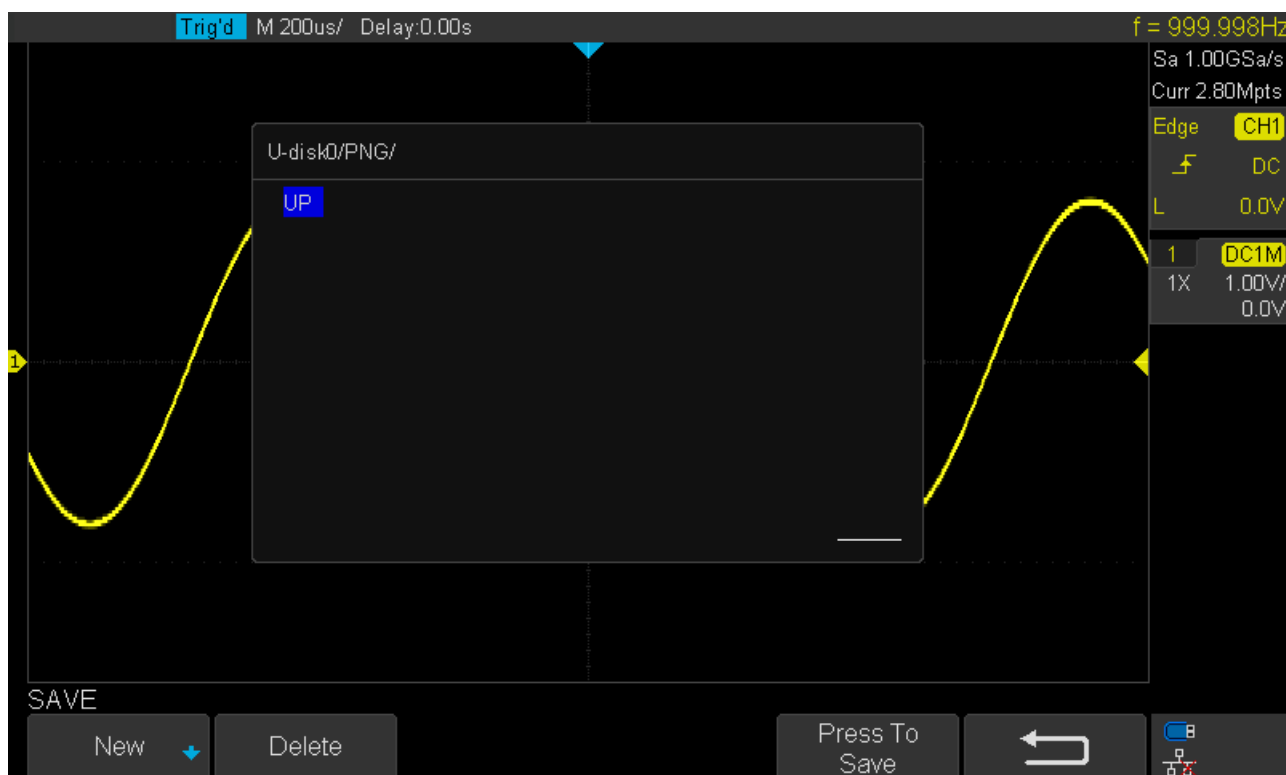 Trig'd M 200us/ Delay:0.00s f = 999.998Hz
Sa 1.00GSa/s
Curr 2.80Mpts
Edge CH1
DC
L 0.0V
U-disk0/PNG/
UP
1 DC1M
1X 1.00V/
0.0V
1
SAVE
New
Delete
Press To
Save